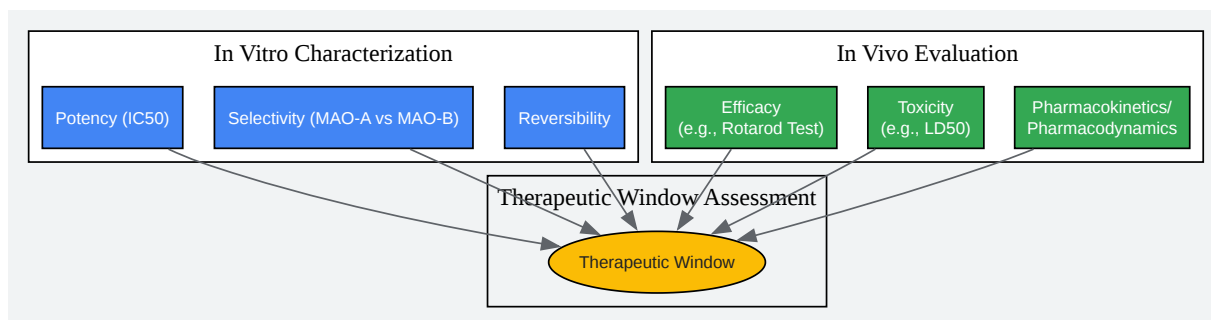 In Vitro Characterization
In Vivo Evaluation
Potency (IC50)
Selectivity (MAO-A vs MAO-B)
Reversibility
Efficacy
(e.g., Rotarod Test)
Toxicity
(e.g., LD50)
Pharmacokinetics/
Pharmacodynamics
Therapeutic Window Assessment
Therapeutic Window